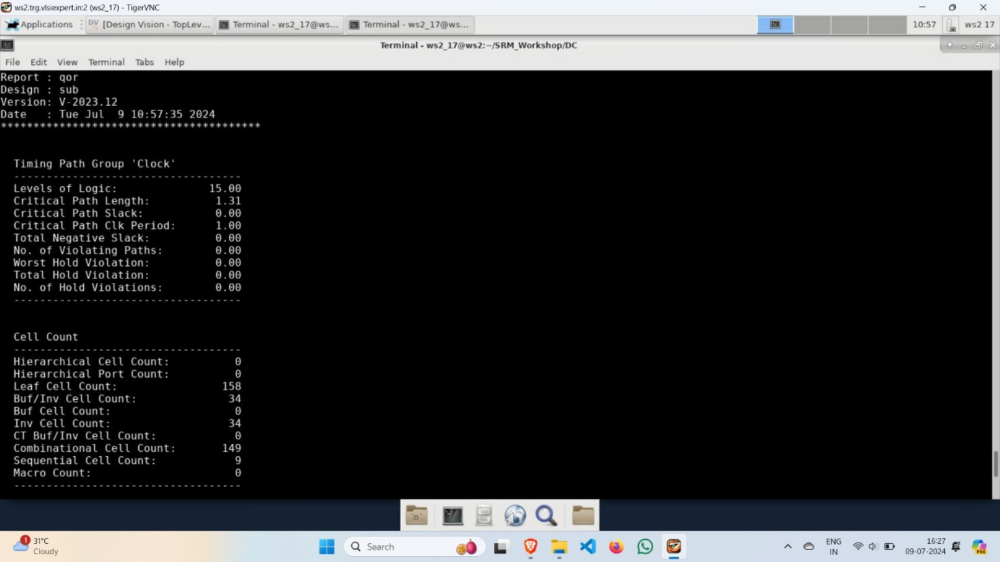 ws2.trg.vlsiexpert.in:2 (ws2_17) - TigerVNC
Applications
[Design Vision - TopLev...
Terminal - ws2_17@ws...
Terminal - ws2_17@ws...
10:57
ws2 17
Terminal - ws2_17@ws2:~/SRM_Workshop/DC
File Edit View Terminal Tabs Help
Report : qor
Design : sub
Version: V-2023.12
Date   : Tue Jul  9 10:57:35 2024
****************************************
Timing Path Group 'Clock'
-----------------------------------
Levels of Logic:              15.00
Critical Path Length:          1.31
Critical Path Slack:           0.00
Critical Path Clk Period:      1.00
Total Negative Slack:          0.00
No. of Violating Paths:        0.00
Worst Hold Violation:          0.00
Total Hold Violation:          0.00
No. of Hold Violations:        0.00
-----------------------------------
Cell Count
-----------------------------------
Hierarchical Cell Count:          0
Hierarchical Port Count:          0
Leaf Cell Count:                158
Buf/Inv Cell Count:              34
Buf Cell Count:                   0
Inv Cell Count:                  34
CT Buf/Inv Cell Count:            0
Combinational Cell Count:       149
Sequential Cell Count:            9
Macro Count:                      0
-----------------------------------
1
31°C
Cloudy
Search
ENG
IN
16:27
09-07-2024
PRE